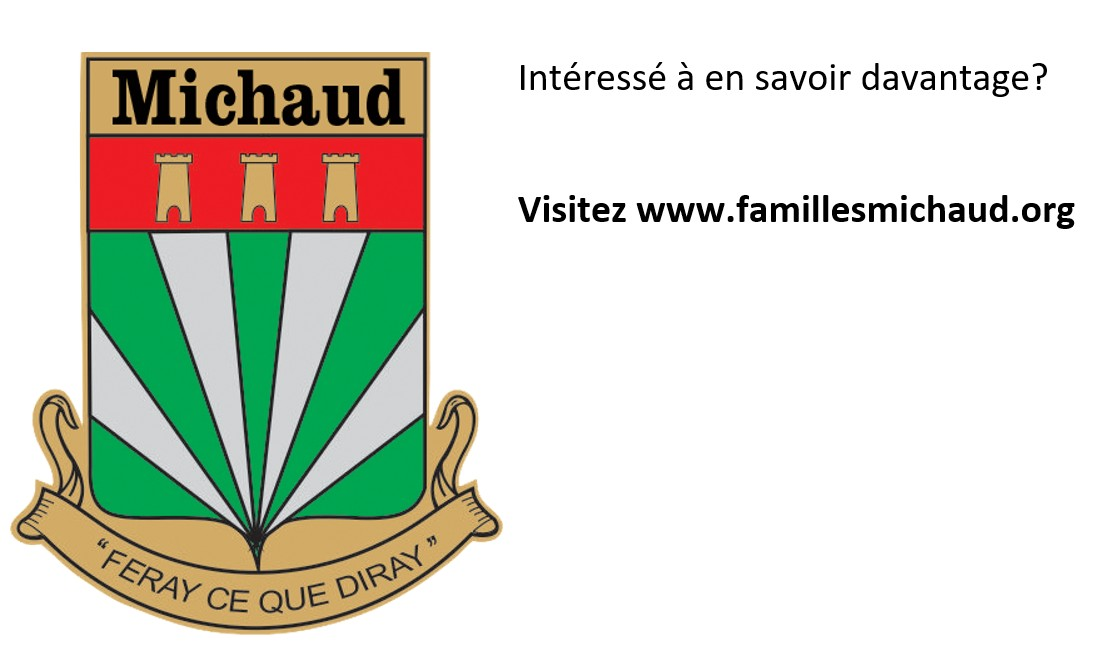 Michaud
Intéressé à en savoir davantage?
Visitez www.famillesmichaud.org
“FERAY CE QUE DIRAY”